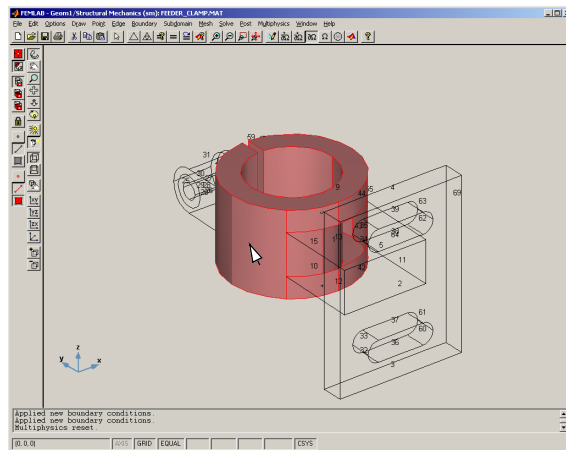 FEMLAB - Geom1/Structural Mechanics (sm): FEEDER_CLAMP.MAT
File Edit Options Draw Point Edge Boundary Subdomain Mesh Solve Post Multiphysics Window Help
59
31
30
9
44
4
69
39
63
62
15
5
11
10
42
12
2
61
37
60
33
36
32
3
z
y
x
Applied new boundary conditions.
Applied new boundary conditions.
Multiphysics reset.
(0, 0, 0) AXIS GRID EQUAL CSYS